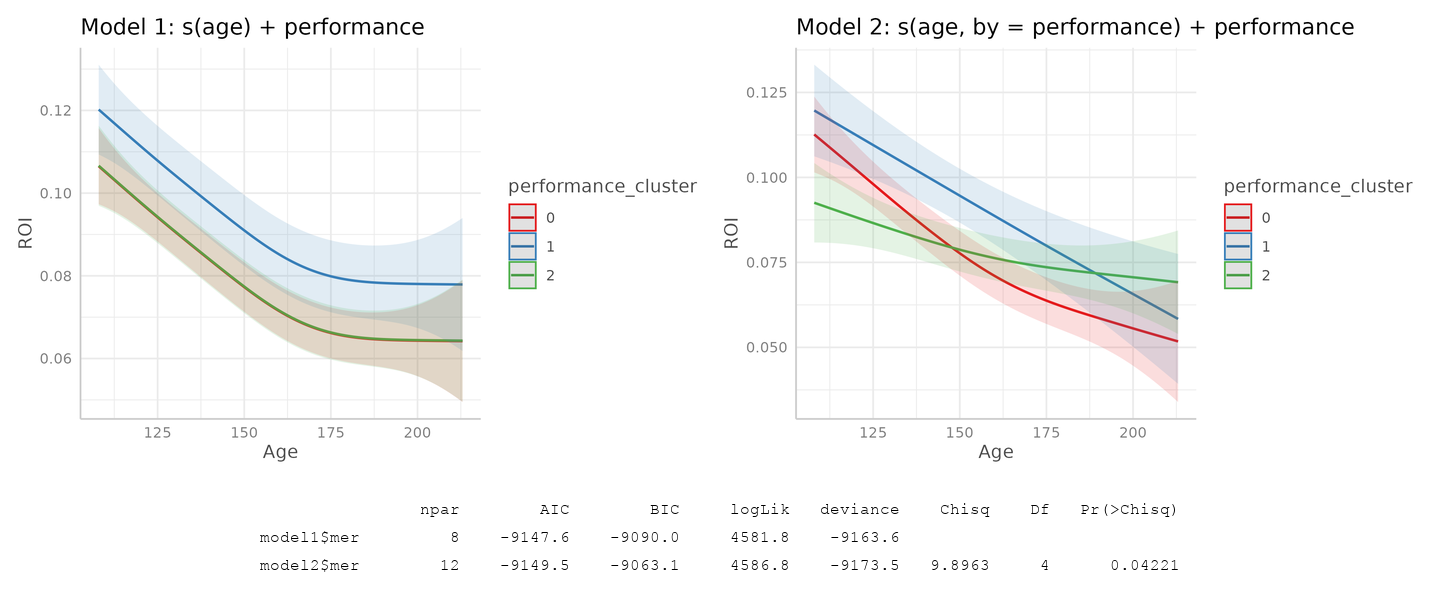 Model 1: s(age) + performance
0.12
0.10
0.08
0.06
ROI
125 150 175 200
Age
performance_cluster
0
1
2
Model 2: s(age, by = performance) + performance
0.125
0.100
0.075
0.050
ROI
125 150 175 200
Age
performance_cluster
0
1
2
npar AIC BIC logLik deviance Chisq Df Pr(>Chisq)
model1$mer 8 -9147.6 -9090.0 4581.8 -9163.6
model2$mer 12 -9149.5 -9063.1 4586.8 -9173.5 9.8963 4 0.04221